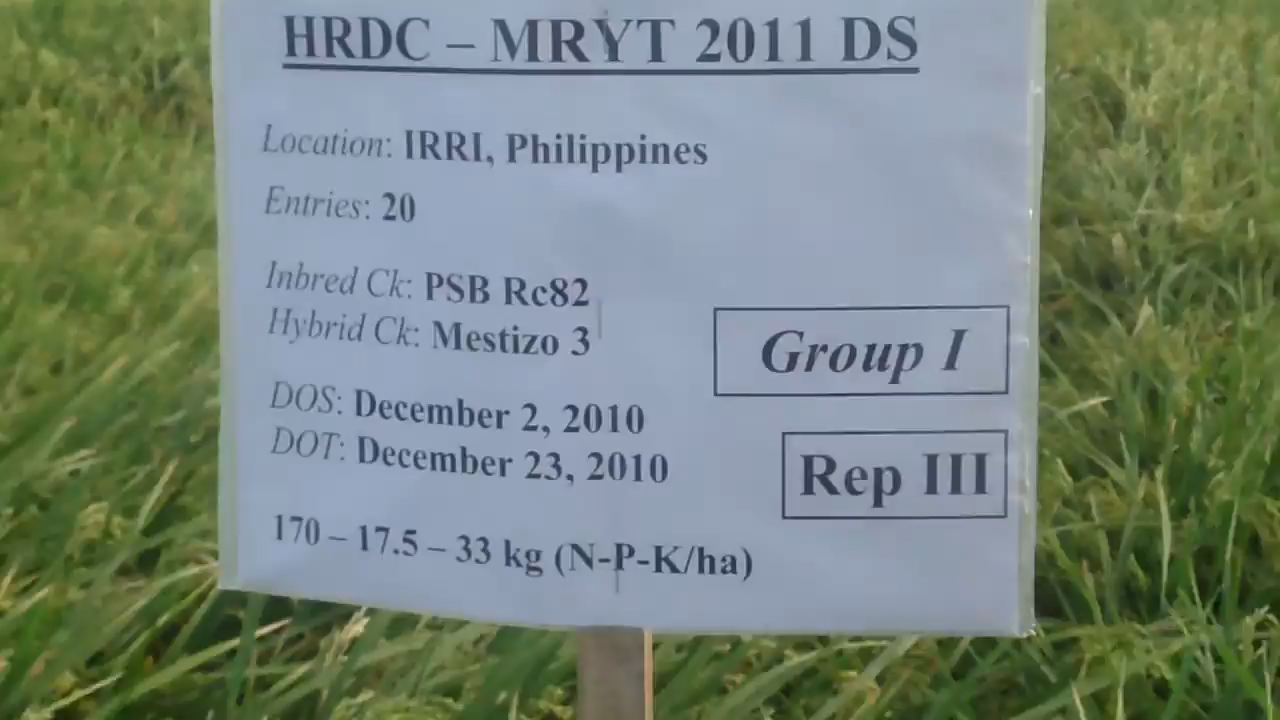 HRDC – MRYT 2011 DS
Location: IRRI, Philippines
Entries: 20
Inbred Ck: PSB Rc82
Hybrid Ck: Mestizo 3
Group I
DOS: December 2, 2010
DOT: December 23, 2010
Rep III
170 – 17.5 – 33 kg (N-P-K/ha)